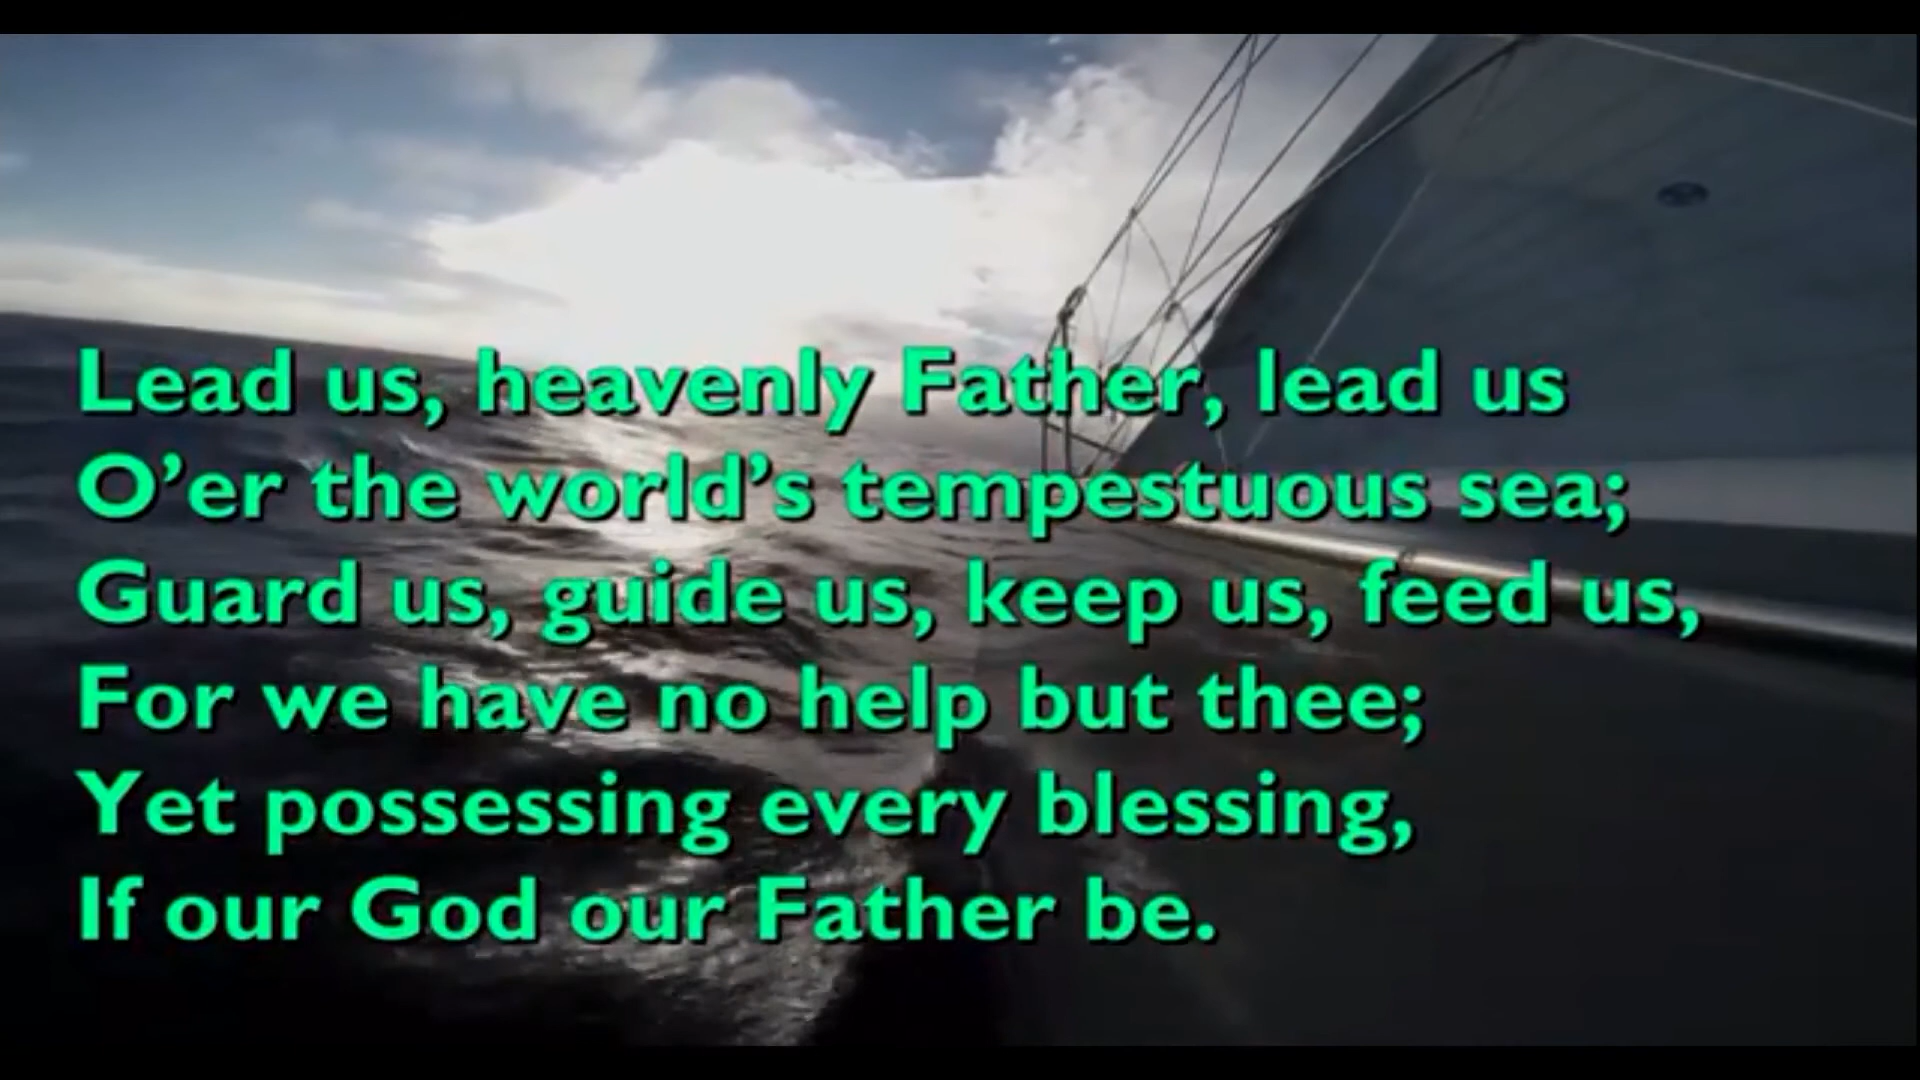 Lead us, heavenly Father, lead us
O’er the world’s tempestuous sea;
Guard us, guide us, keep us, feed us,
For we have no help but thee;
Yet possessing every blessing,
If our God our Father be.